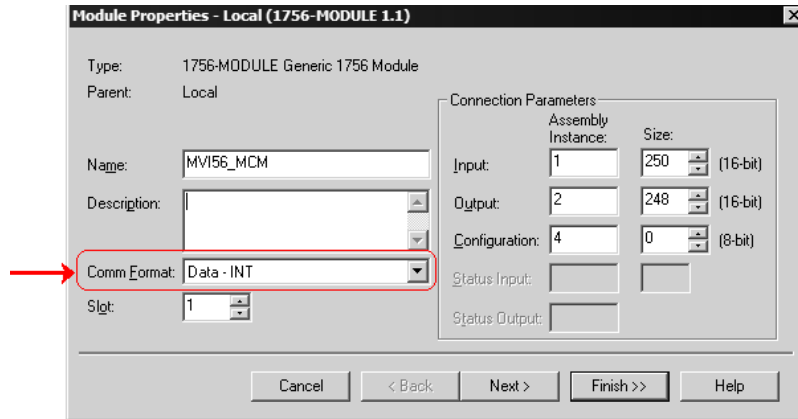 Module Properties - Local (1756-MODULE 1.1)
Type: 1756-MODULE Generic 1756 Module
Parent: Local
Connection Parameters
Assembly Instance: Size:
Name: MVI56_MCM
Input: 1 250 (16-bit)
Description:
Output: 2 248 (16-bit)
Configuration: 4 0 (8-bit)
Comm Format: Data - INT
Status Input:
Slot: 1
Status Output:
Cancel < Back Next > Finish >> Help